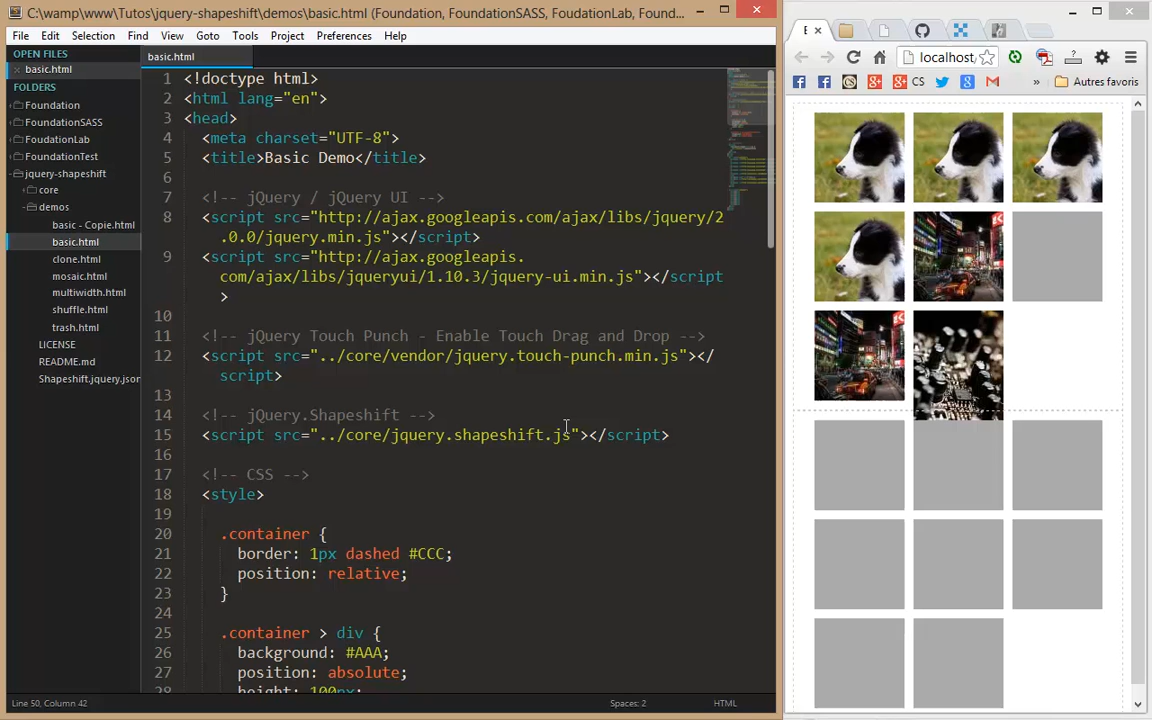 C:\wamp\www\Tutos\jquery-shapeshift\demos\basic.html (Foundation, FoundationSASS, FoudationLab, Found...
File Edit Selection Find View Goto Tools Project Preferences Help
OPEN FILES
basic.html
FOLDERS
Foundation
FoundationSASS
FoudationLab
FoundationTest
jquery-shapeshift
core
demos
basic - Copie.html
basic.html
clone.html
mosaic.html
multiwidth.html
shuffle.html
trash.html
LICENSE
README.md
Shapeshift.jquery.json
basic.html
1 <!doctype html>
2 <html lang="en">
3 <head>
4 <meta charset="UTF-8">
5 <title>Basic Demo</title>
6
7 <!-- jQuery / jQuery UI -->
8 <script src="http://ajax.googleapis.com/ajax/libs/jquery/2
.0.0/jquery.min.js"></script>
9 <script src="http://ajax.googleapis.
com/ajax/libs/jqueryui/1.10.3/jquery-ui.min.js"></script
>
10
11 <!-- jQuery Touch Punch - Enable Touch Drag and Drop -->
12 <script src="../core/vendor/jquery.touch-punch.min.js"></
script>
13
14 <!-- jQuery.Shapeshift -->
15 <script src="../core/jquery.shapeshift.js"></script>
16
17 <!-- CSS -->
18 <style>
19
20 .container {
21 border: 1px dashed #CCC;
22 position: relative;
23 }
24
25 .container > div {
26 background: #AAA;
27 position: absolute;
28 height: 100px;
Line 50, Column 42
Spaces: 2
HTML
localhost,
CS
» Autres favoris